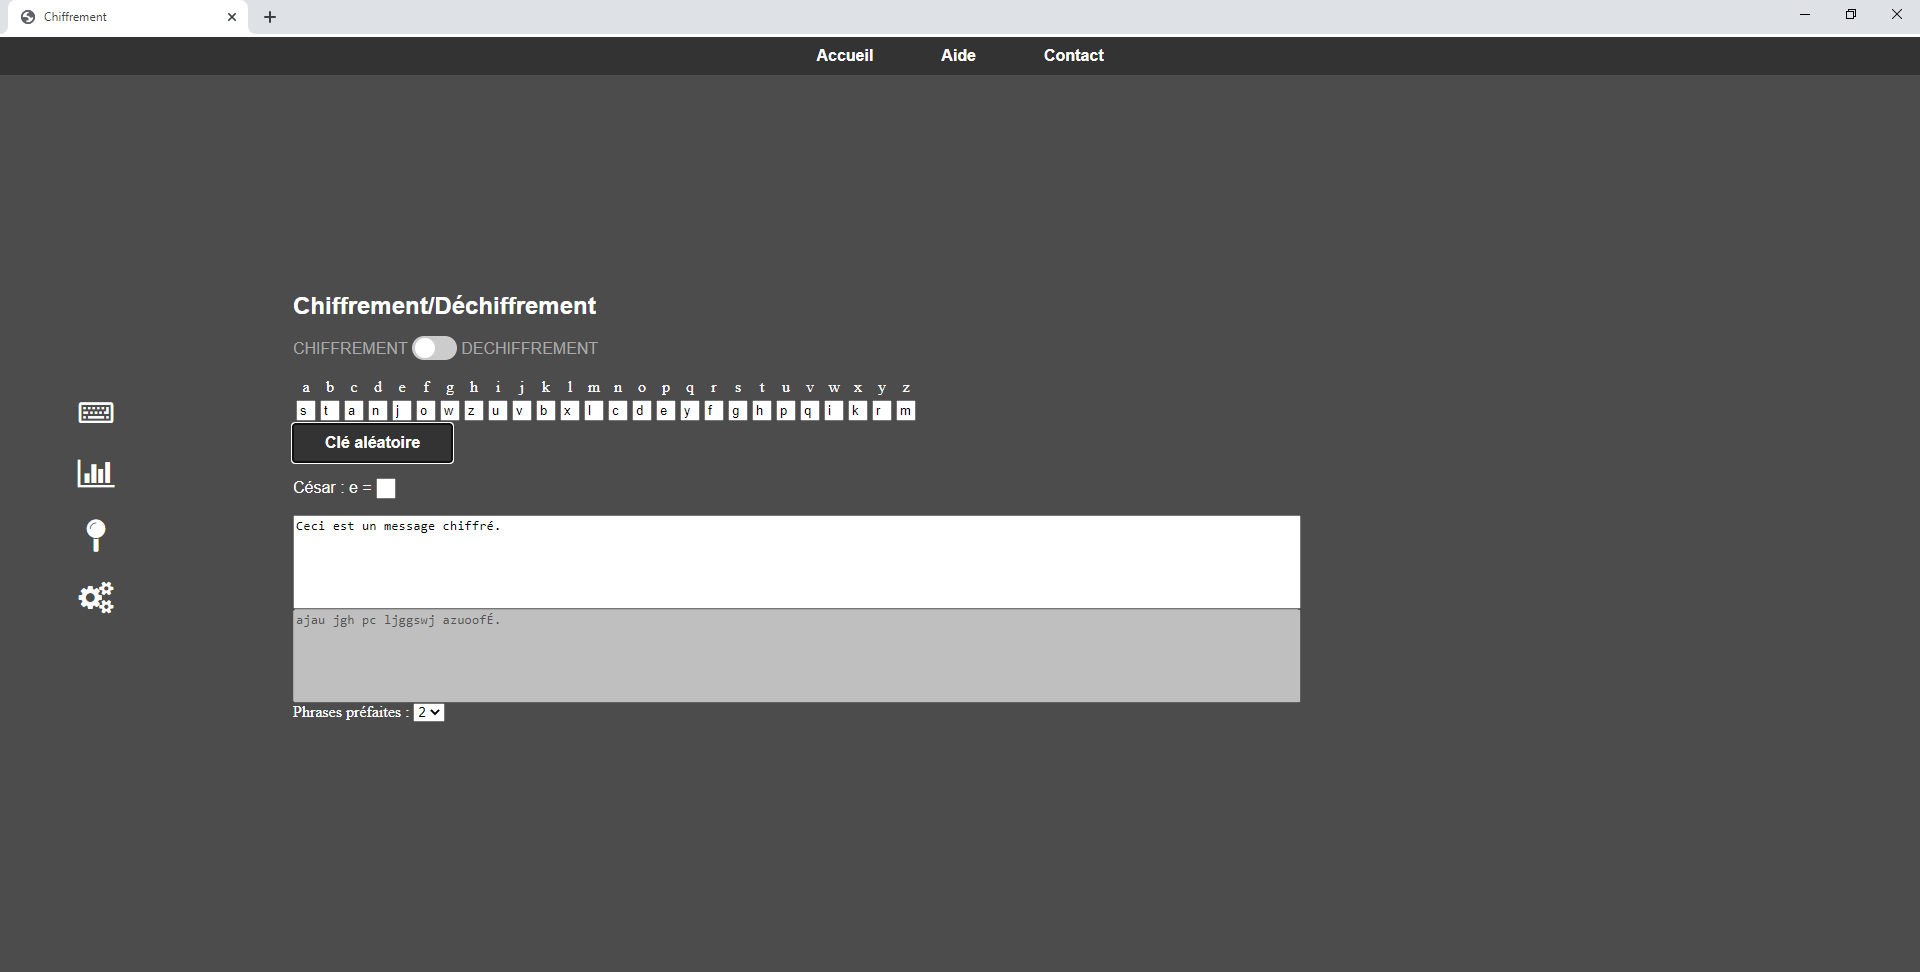 Chiffrement
Accueil Aide Contact
Chiffrement/Déchiffrement
CHIFFREMENT DECHIFFREMENT
a b c d e f g h i j k l m n o p q r s t u v w x y z
s t a n j o w z u v b x l c d e y f g h p q i k r m
Clé aléatoire
César : e =
Ceci est un message chiffré.
ajau jgh pc ljggswj azuoofÉ.
Phrases préfaites : 2